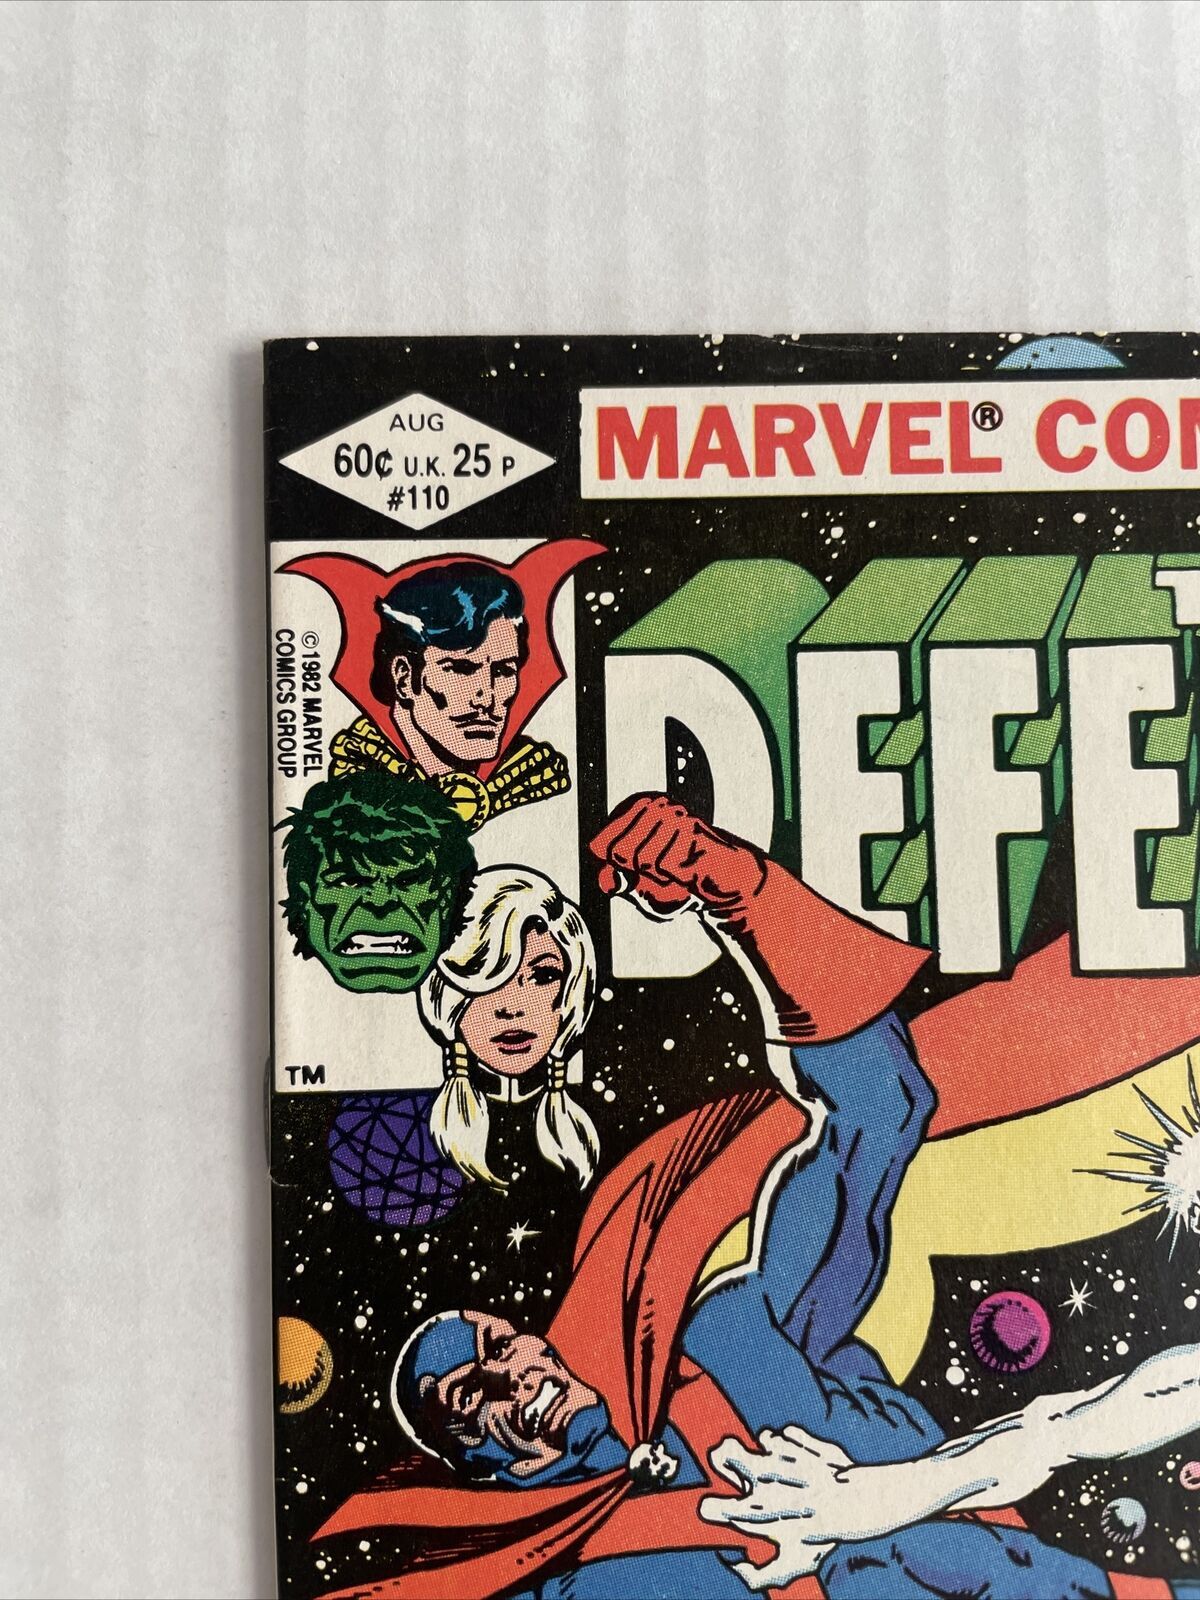 AUG
60¢ U.K. 25 P
#110
MARVEL® CO
© 1982 MARVEL
COMICS GROUP
DEFE
TM